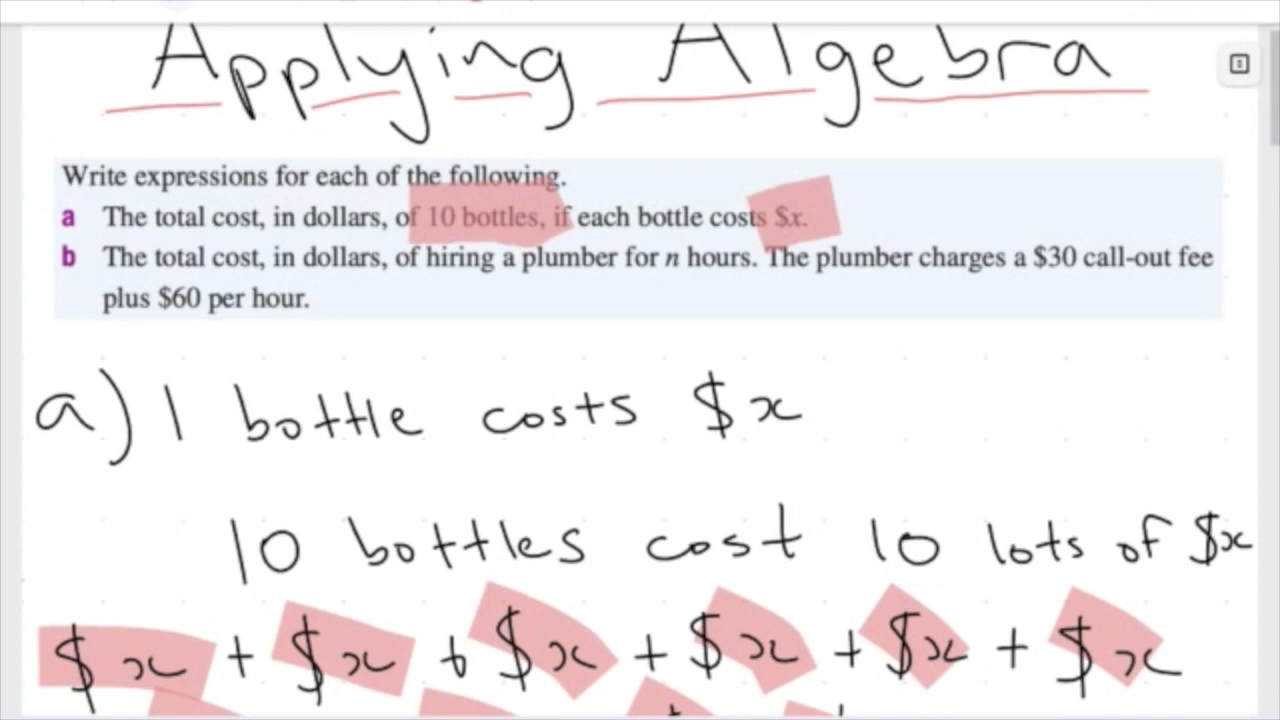 Applying Algebra
Write expressions for each of the following.
a The total cost, in dollars, of 10 bottles, if each bottle costs $x.
b The total cost, in dollars, of hiring a plumber for n hours. The plumber charges a $30 call-out fee
plus $60 per hour.
a) 1 bottle costs $x
10 bottles cost 10 lots of $x
$x + $x + $x + $x + $x + $x